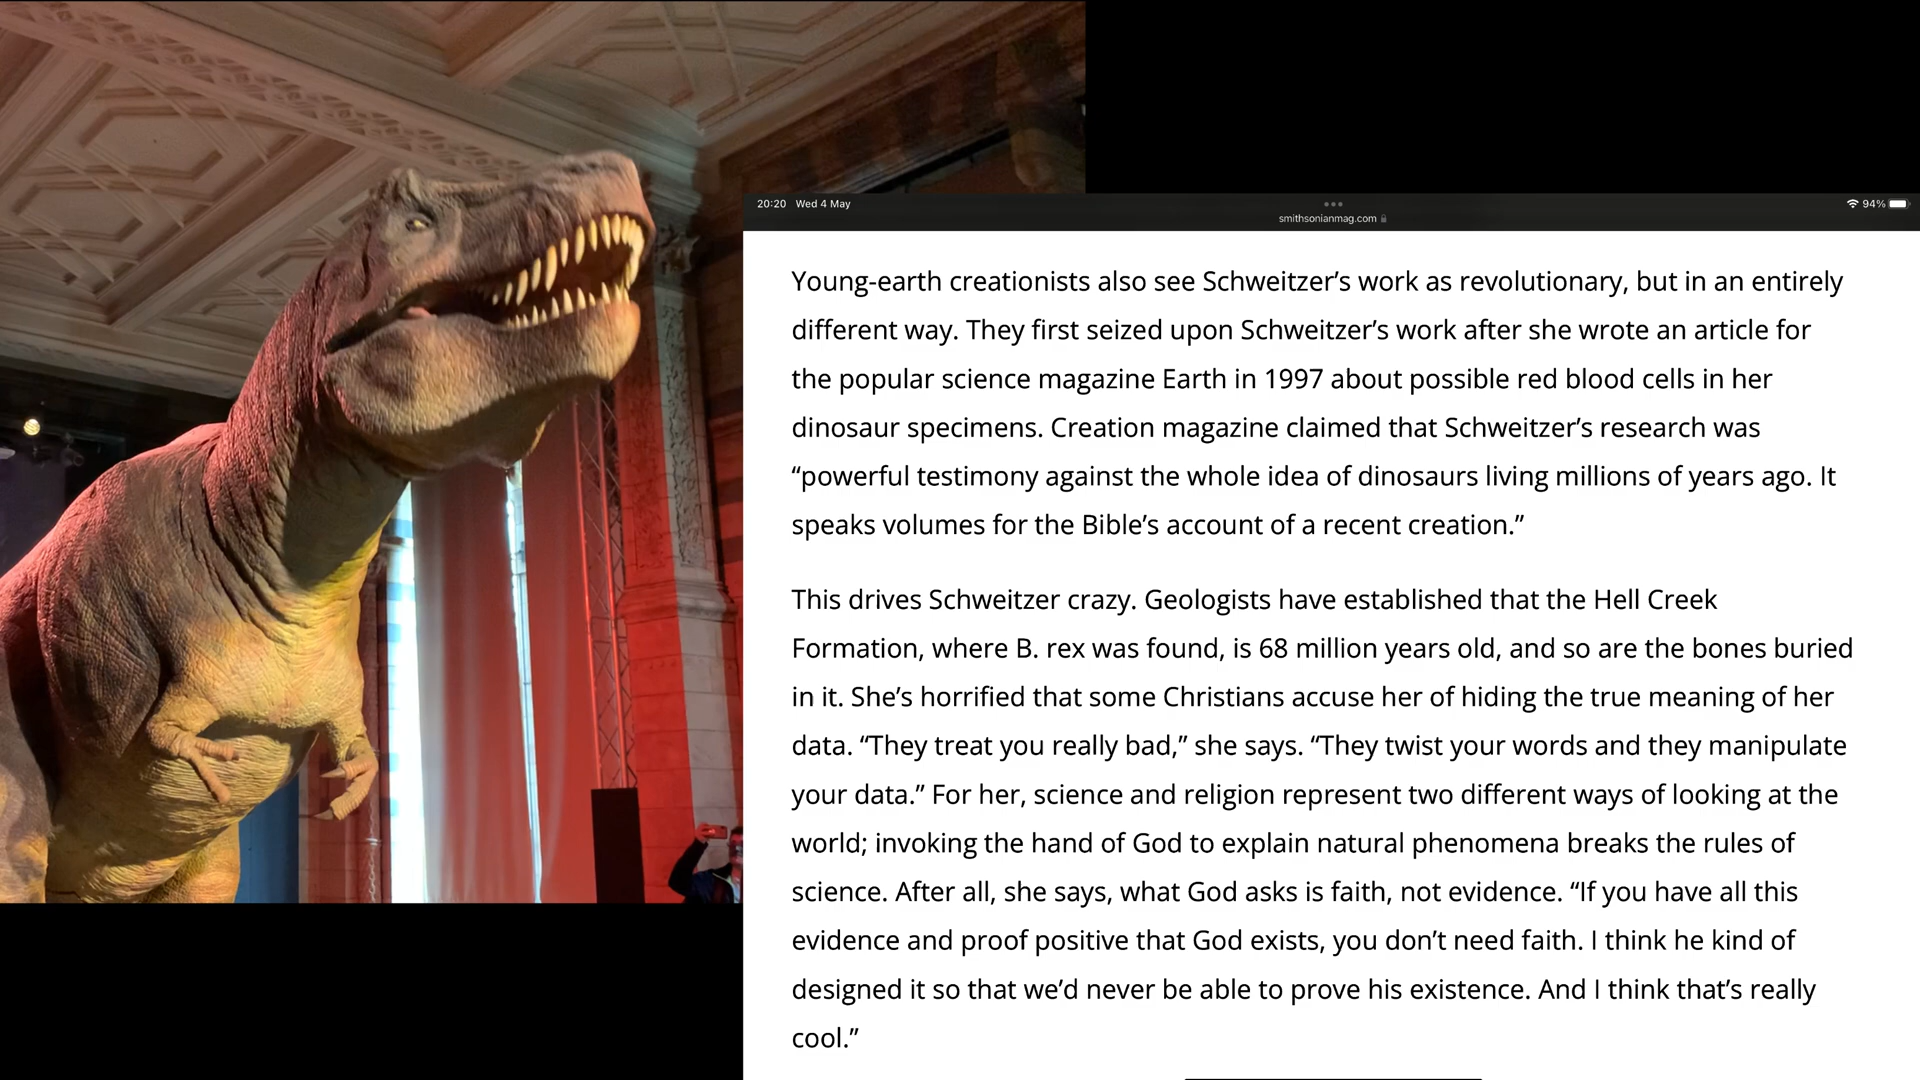 20:20 Wed 4 May
94%
smithsonianmag.com
Young-earth creationists also see Schweitzer’s work as revolutionary, but in an entirely
different way. They first seized upon Schweitzer’s work after she wrote an article for
the popular science magazine Earth in 1997 about possible red blood cells in her
dinosaur specimens. Creation magazine claimed that Schweitzer’s research was
“powerful testimony against the whole idea of dinosaurs living millions of years ago. It
speaks volumes for the Bible’s account of a recent creation.”
This drives Schweitzer crazy. Geologists have established that the Hell Creek
Formation, where B. rex was found, is 68 million years old, and so are the bones buried
in it. She’s horrified that some Christians accuse her of hiding the true meaning of her
data. “They treat you really bad,” she says. “They twist your words and they manipulate
your data.” For her, science and religion represent two different ways of looking at the
world; invoking the hand of God to explain natural phenomena breaks the rules of
science. After all, she says, what God asks is faith, not evidence. “If you have all this
evidence and proof positive that God exists, you don’t need faith. I think he kind of
designed it so that we’d never be able to prove his existence. And I think that’s really
cool.”